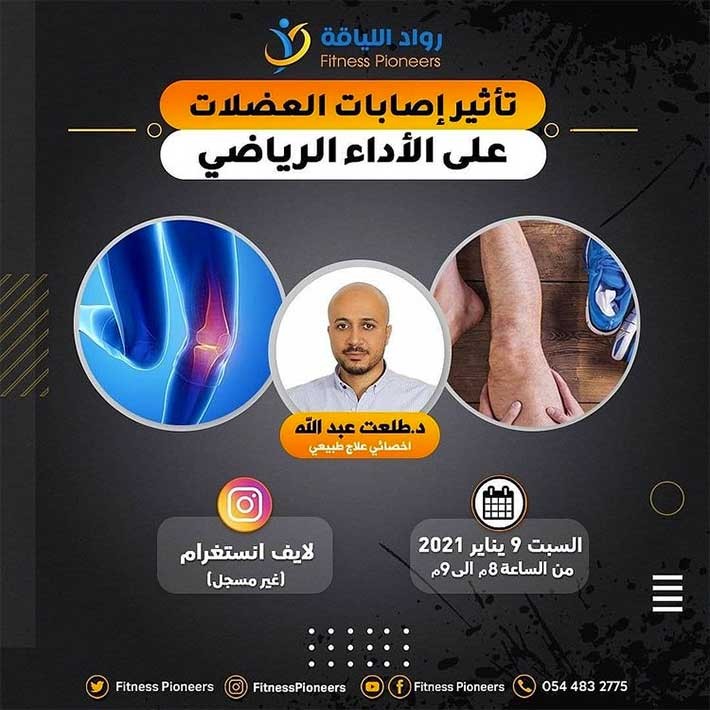 رواد اللياقة
Fitness Pioneers
تأثير إصابات العضلات
على الأداء الرياضي
د.طلعت عبد الله
اخصائي علاج طبيعي
السبت 9 يناير 2021
من الساعة 8م الى 9م
لايف انستغرام
(غير مسجل)
Fitness Pioneers
FitnessPioneers
Fitness Pioneers
054 483 2775